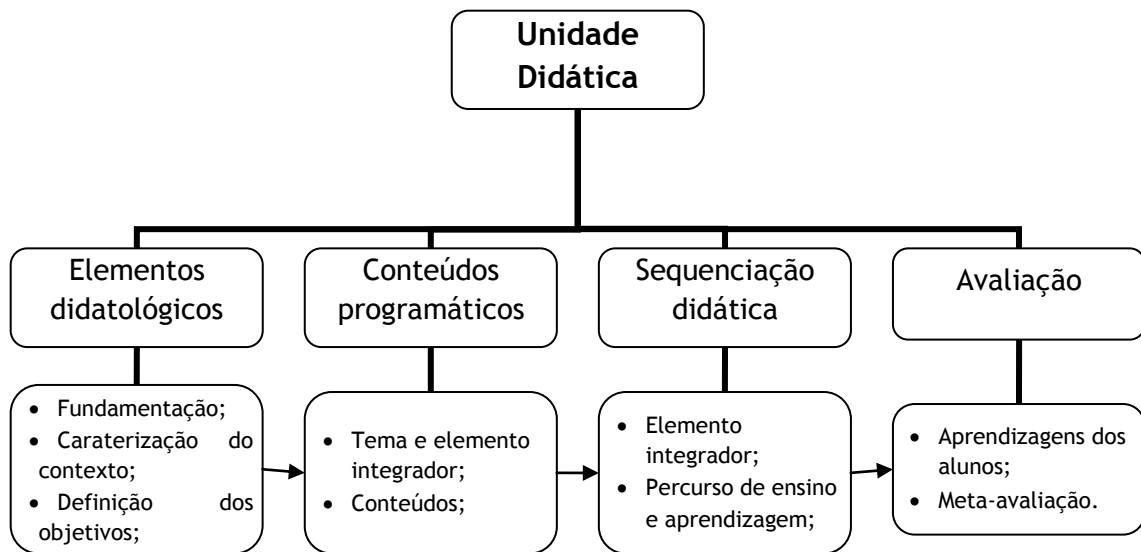 Unidade
Didática
Elementos
didatológicos
Conteúdos
programáticos
Sequenciação
didática
Avaliação
• Fundamentação;
• Caraterização do
contexto;
• Definição dos
objetivos;
• Tema e elemento
integrador;
• Conteúdos;
• Elemento
integrador;
• Percurso de ensino
e aprendizagem;
• Aprendizagens dos
alunos;
• Meta-avaliação.